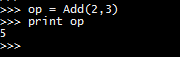 >>> op = Add(2,3)
>>> print op
5
>>>